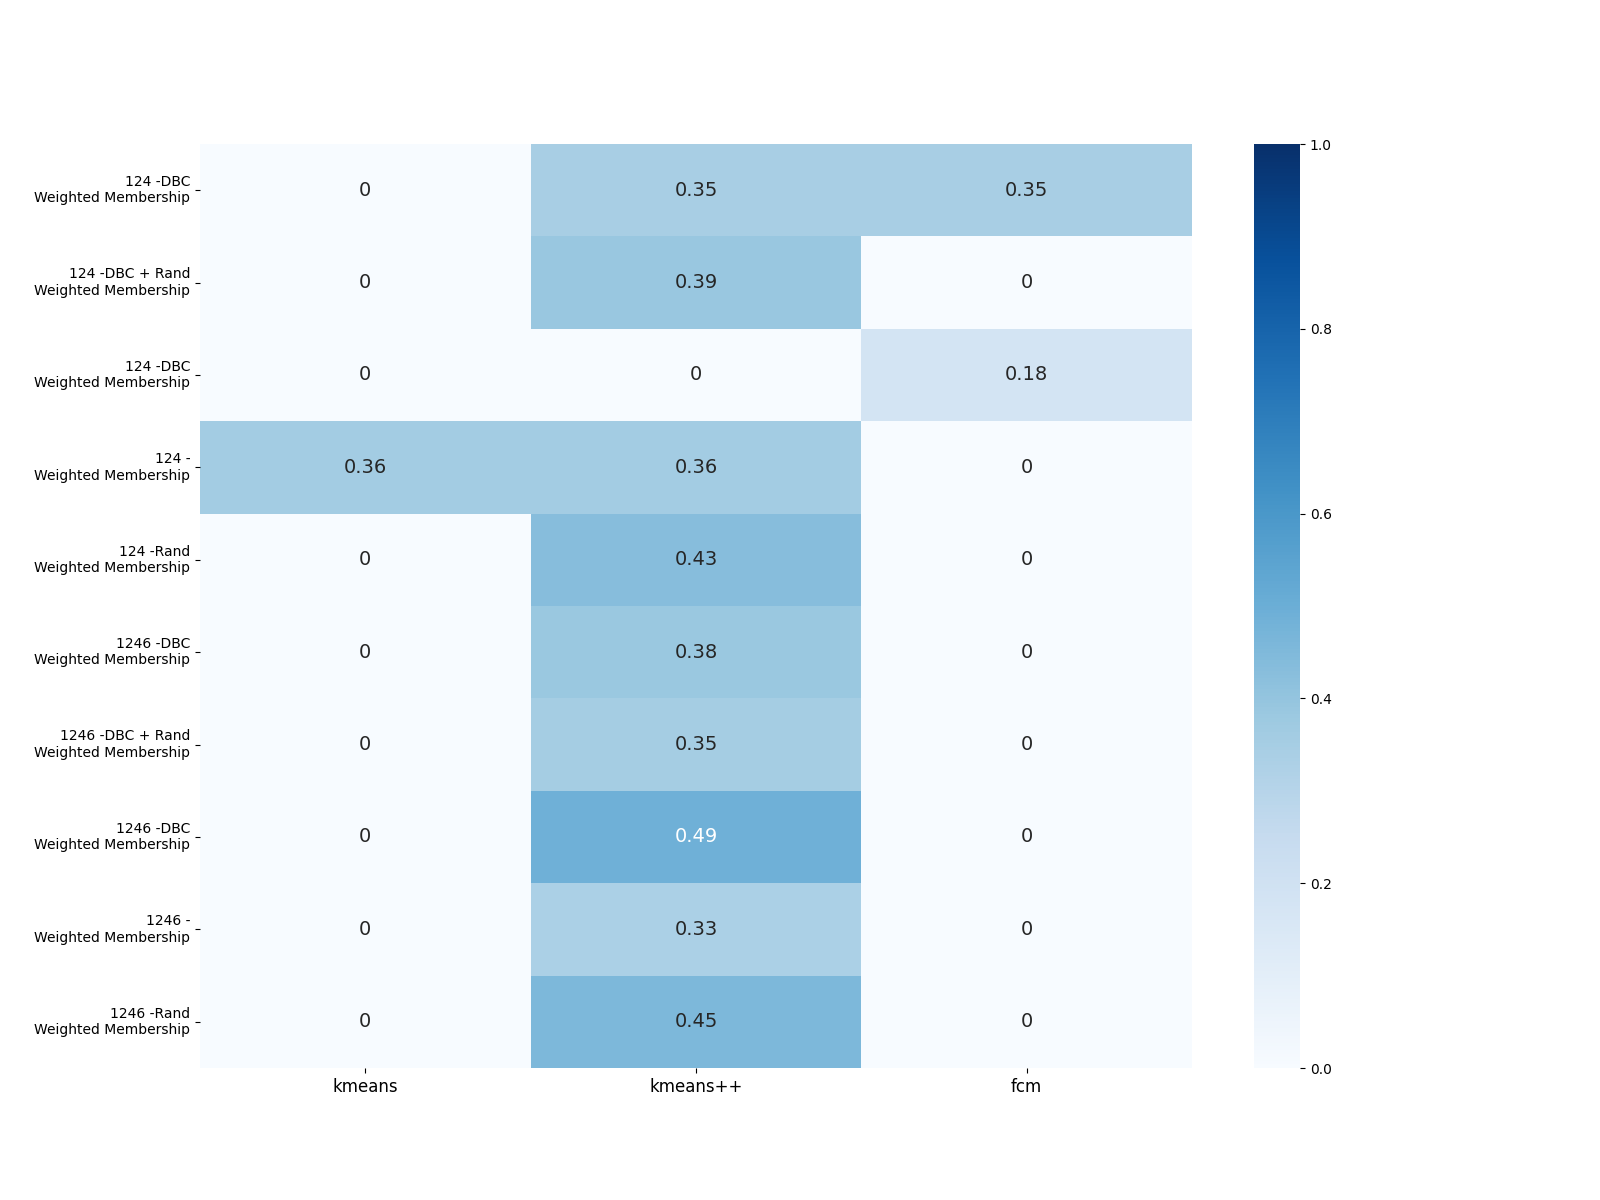 124 -DBC
Weighted Membership
0
0.35
0.35
124 -DBC + Rand
Weighted Membership
0
0.39
0
124 -DBC
Weighted Membership
0
0
0.18
124 -
Weighted Membership
0.36
0.36
0
124 -Rand
Weighted Membership
0
0.43
0
1246 -DBC
Weighted Membership
0
0.38
0
1246 -DBC + Rand
Weighted Membership
0
0.35
0
1246 -DBC
Weighted Membership
0
0.49
0
1246 -
Weighted Membership
0
0.33
0
1246 -Rand
Weighted Membership
0
0.45
0
kmeans
kmeans++
fcm
1.0
0.8
0.6
0.4
0.2
0.0